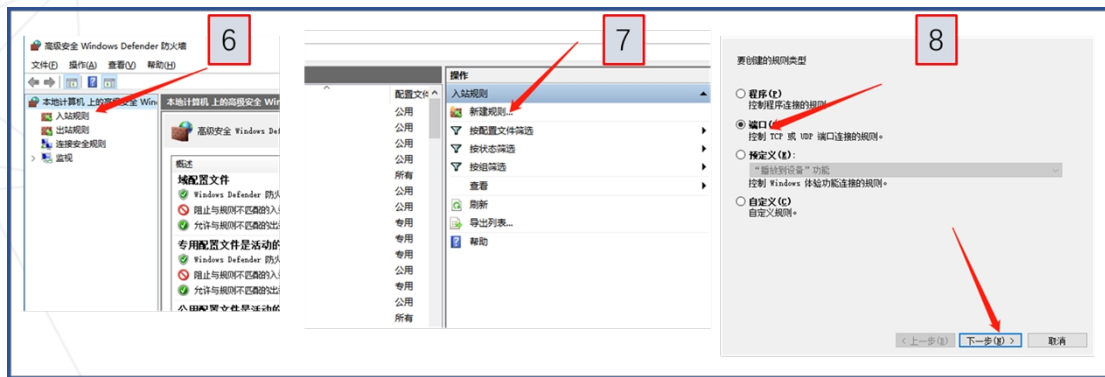 6
高级安全 Windows Defender 防火墙
文件(F) 操作(A) 查看(V) 帮助(H)
本地计算机 上的高级安全 Win
入站规则
出站规则
连接安全规则
监视
本地计算机 上的高级安全 Wir
高级安全 Windows Def
概述
域配置文件
Windows Defender 防火
阻止与规则不匹配的入
允许与规则不匹配的出
专用配置文件是活动的
Windows Defender 防火
阻止与规则不匹配的入
允许与规则不匹配的出
公用配置文件是活动的
7
配置文件
公用
公用
公用
公用
所有
公用
公用
专用
专用
专用
公用
专用
公用
所有
操作
入站规则
新建规则...
按配置文件筛选
按状态筛选
按组筛选
查看
刷新
导出列表...
帮助
8
要创建的规则类型
程序(P)
控制程序连接的规则。
端口(
控制 TCP 或 UDP 端口连接的规则。
预定义(E):
“播放到设备”功能
控制 Windows 体验功能连接的规则。
自定义(C)
自定义规则。
< 上一步(B) 下一步(N) > 取消